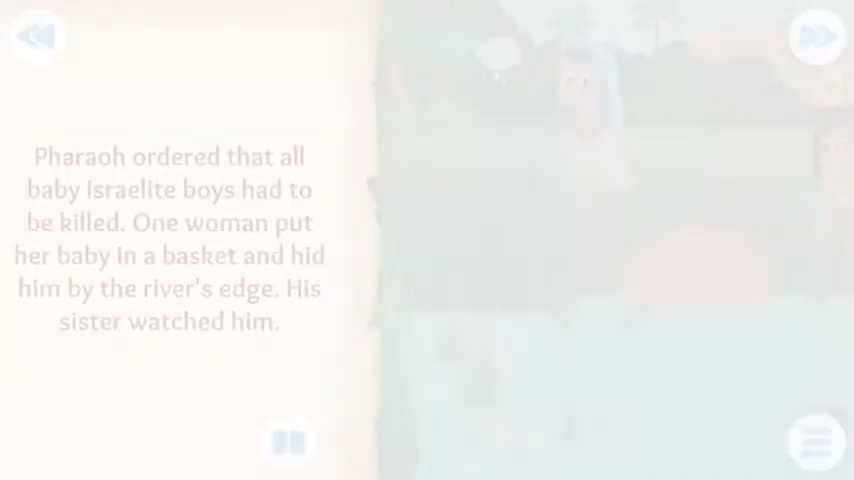 Pharaoh ordered that all
baby Israelite boys had to
be killed. One woman put
her baby in a basket and hid
him by the river's edge. His
sister watched him.